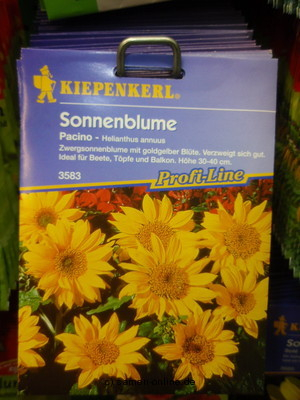 KIEPENKERL®
Sonnenblume
Pacino - Helianthus annuus
Zwergsonnenblume mit goldgelber Blüte. Verzweigt sich gut.
Ideal für Beete, Töpfe und Balkon. Höhe 30-40 cm.
3583
Profi-Line